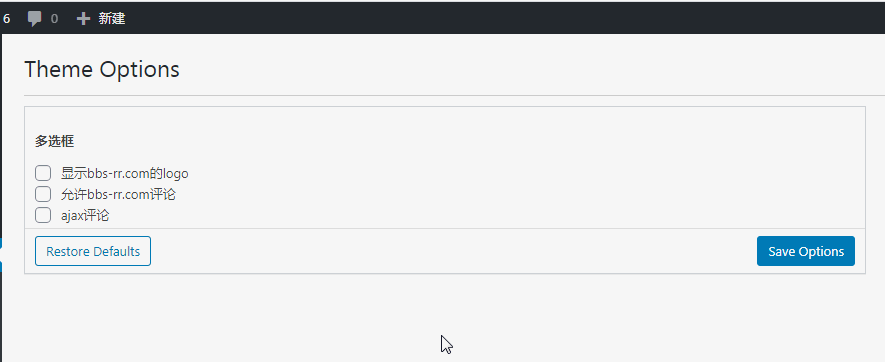 6 0 新建
Theme Options
多选框
显示bbs-rr.com的logo
允许bbs-rr.com评论
ajax评论
Restore Defaults Save Options